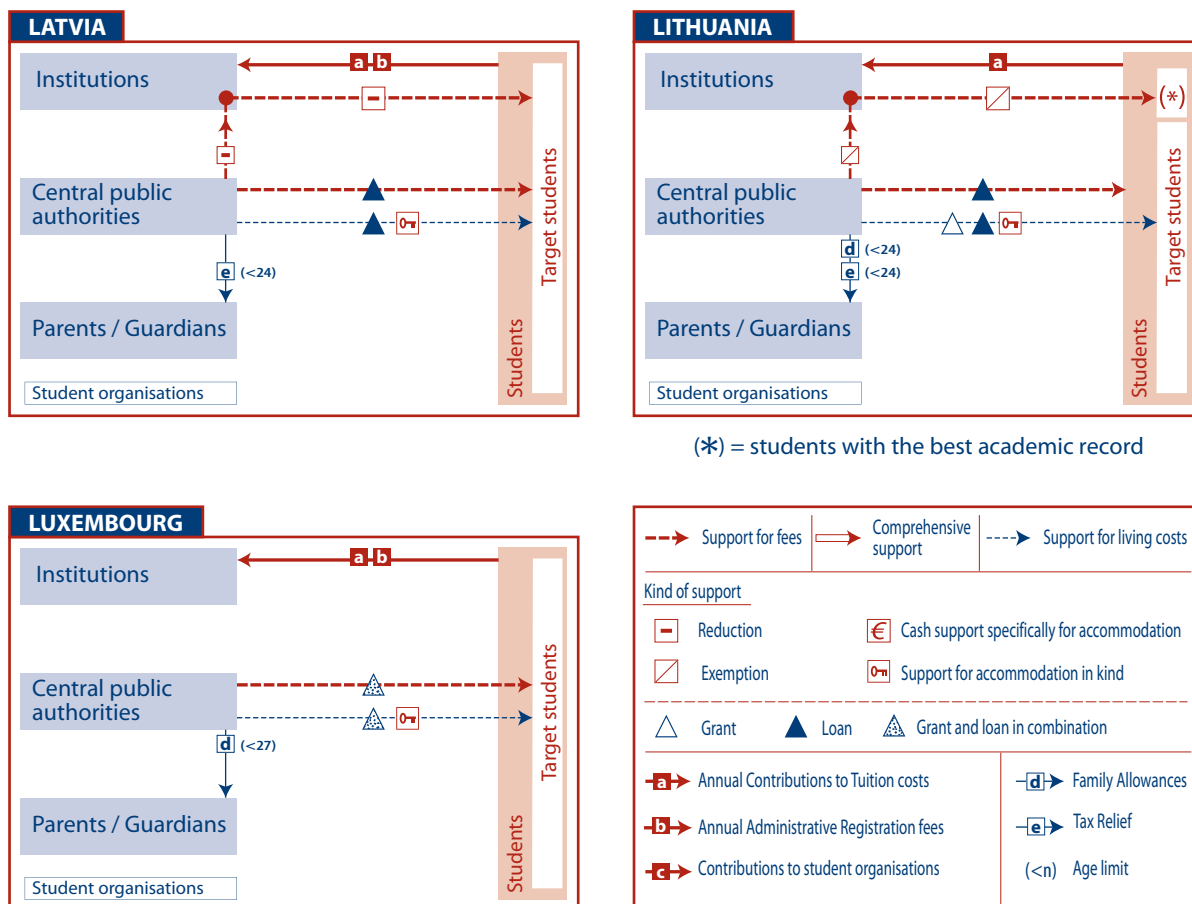 LATVIA
a b
Institutions
Central public
authorities
e (<24)
Parents / Guardians
Student organisations
Students
Target students
LITHUANIA
a
Institutions
(*)
Central public
authorities
d (<24)
e (<24)
Parents / Guardians
Student organisations
Students
Target students
(*) = students with the best academic record
LUXEMBOURG
a b
Institutions
Central public
authorities
d (<27)
Parents / Guardians
Student organisations
Students
Target students
Support for fees
Comprehensive
support
Support for living costs
Kind of support
Reduction
€ Cash support specifically for accommodation
Exemption
Support for accommodation in kind
Grant
Loan
Grant and loan in combination
a Annual Contributions to Tuition costs
d Family Allowances
b Annual Administrative Registration fees
e Tax Relief
c Contributions to student organisations
(<n) Age limit